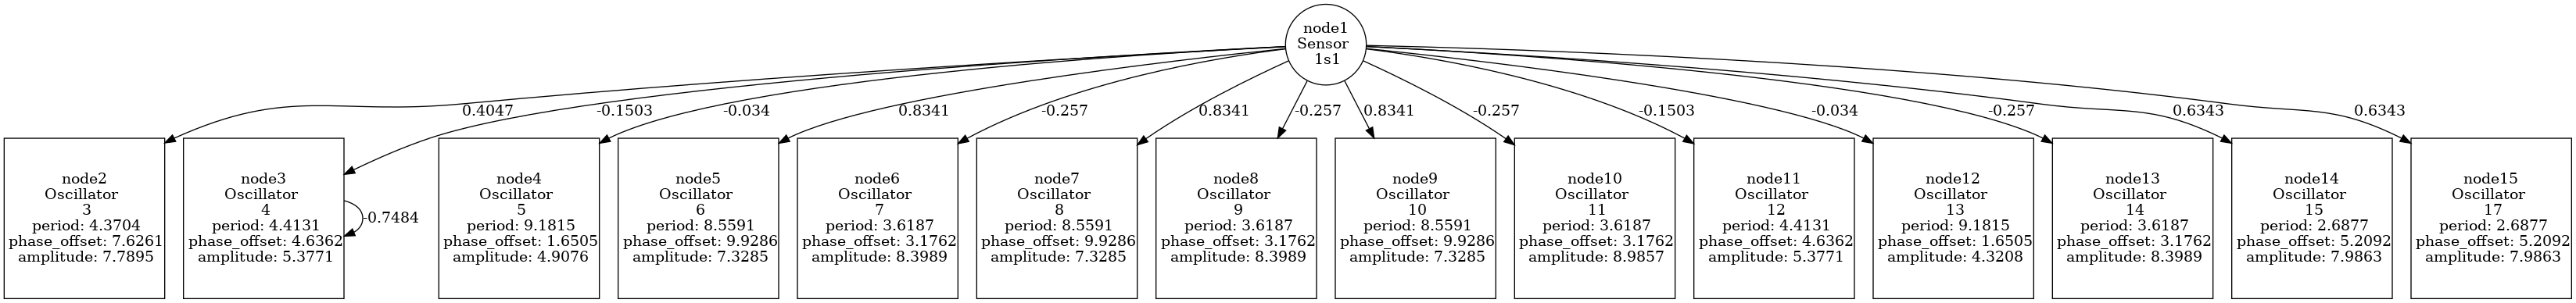 node1
Sensor
1s1
0.4047
-0.1503
-0.034
0.8341
-0.257
0.8341
-0.257
0.8341
-0.257
-0.1503
-0.034
-0.257
0.6343
0.6343
node2
Oscillator
3
period: 4.3704
phase_offset: 7.6261
amplitude: 7.7895
node3
Oscillator
4
period: 4.4131
phase_offset: 4.6362
amplitude: 5.3771
-0.7484
node4
Oscillator
5
period: 9.1815
phase_offset: 1.6505
amplitude: 4.9076
node5
Oscillator
6
period: 8.5591
phase_offset: 9.9286
amplitude: 7.3285
node6
Oscillator
7
period: 3.6187
phase_offset: 3.1762
amplitude: 8.3989
node7
Oscillator
8
period: 8.5591
phase_offset: 9.9286
amplitude: 7.3285
node8
Oscillator
9
period: 3.6187
phase_offset: 3.1762
amplitude: 8.3989
node9
Oscillator
10
period: 8.5591
phase_offset: 9.9286
amplitude: 7.3285
node10
Oscillator
11
period: 3.6187
phase_offset: 3.1762
amplitude: 8.9857
node11
Oscillator
12
period: 4.4131
phase_offset: 4.6362
amplitude: 5.3771
node12
Oscillator
13
period: 9.1815
phase_offset: 1.6505
amplitude: 4.3208
node13
Oscillator
14
period: 3.6187
phase_offset: 3.1762
amplitude: 8.3989
node14
Oscillator
15
period: 2.6877
phase_offset: 5.2092
amplitude: 7.9863
node15
Oscillator
17
period: 2.6877
phase_offset: 5.2092
amplitude: 7.9863